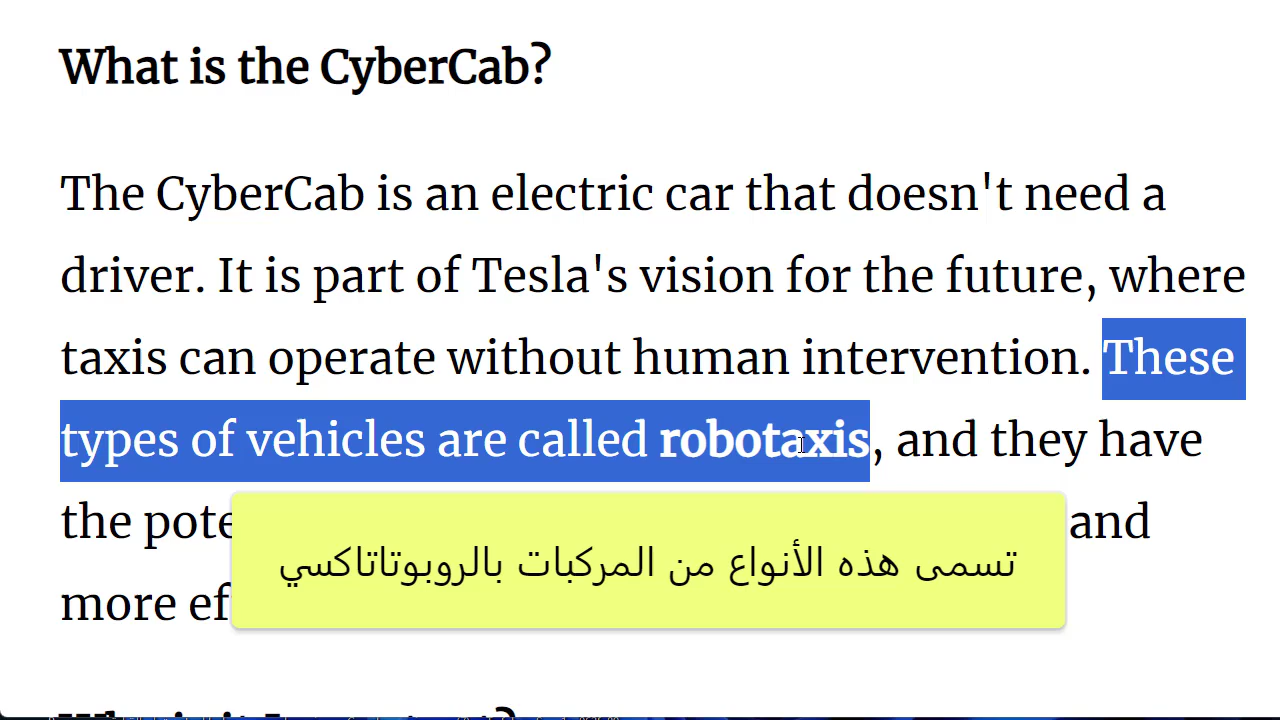 What is the CyberCab?
The CyberCab is an electric car that doesn't need a
driver. It is part of Tesla's vision for the future, where
taxis can operate without human intervention. These
types of vehicles are called robotaxis, and they have
the pote and
more ef
تسمى هذه الأنواع من المركبات بالروبوتاتاكسي